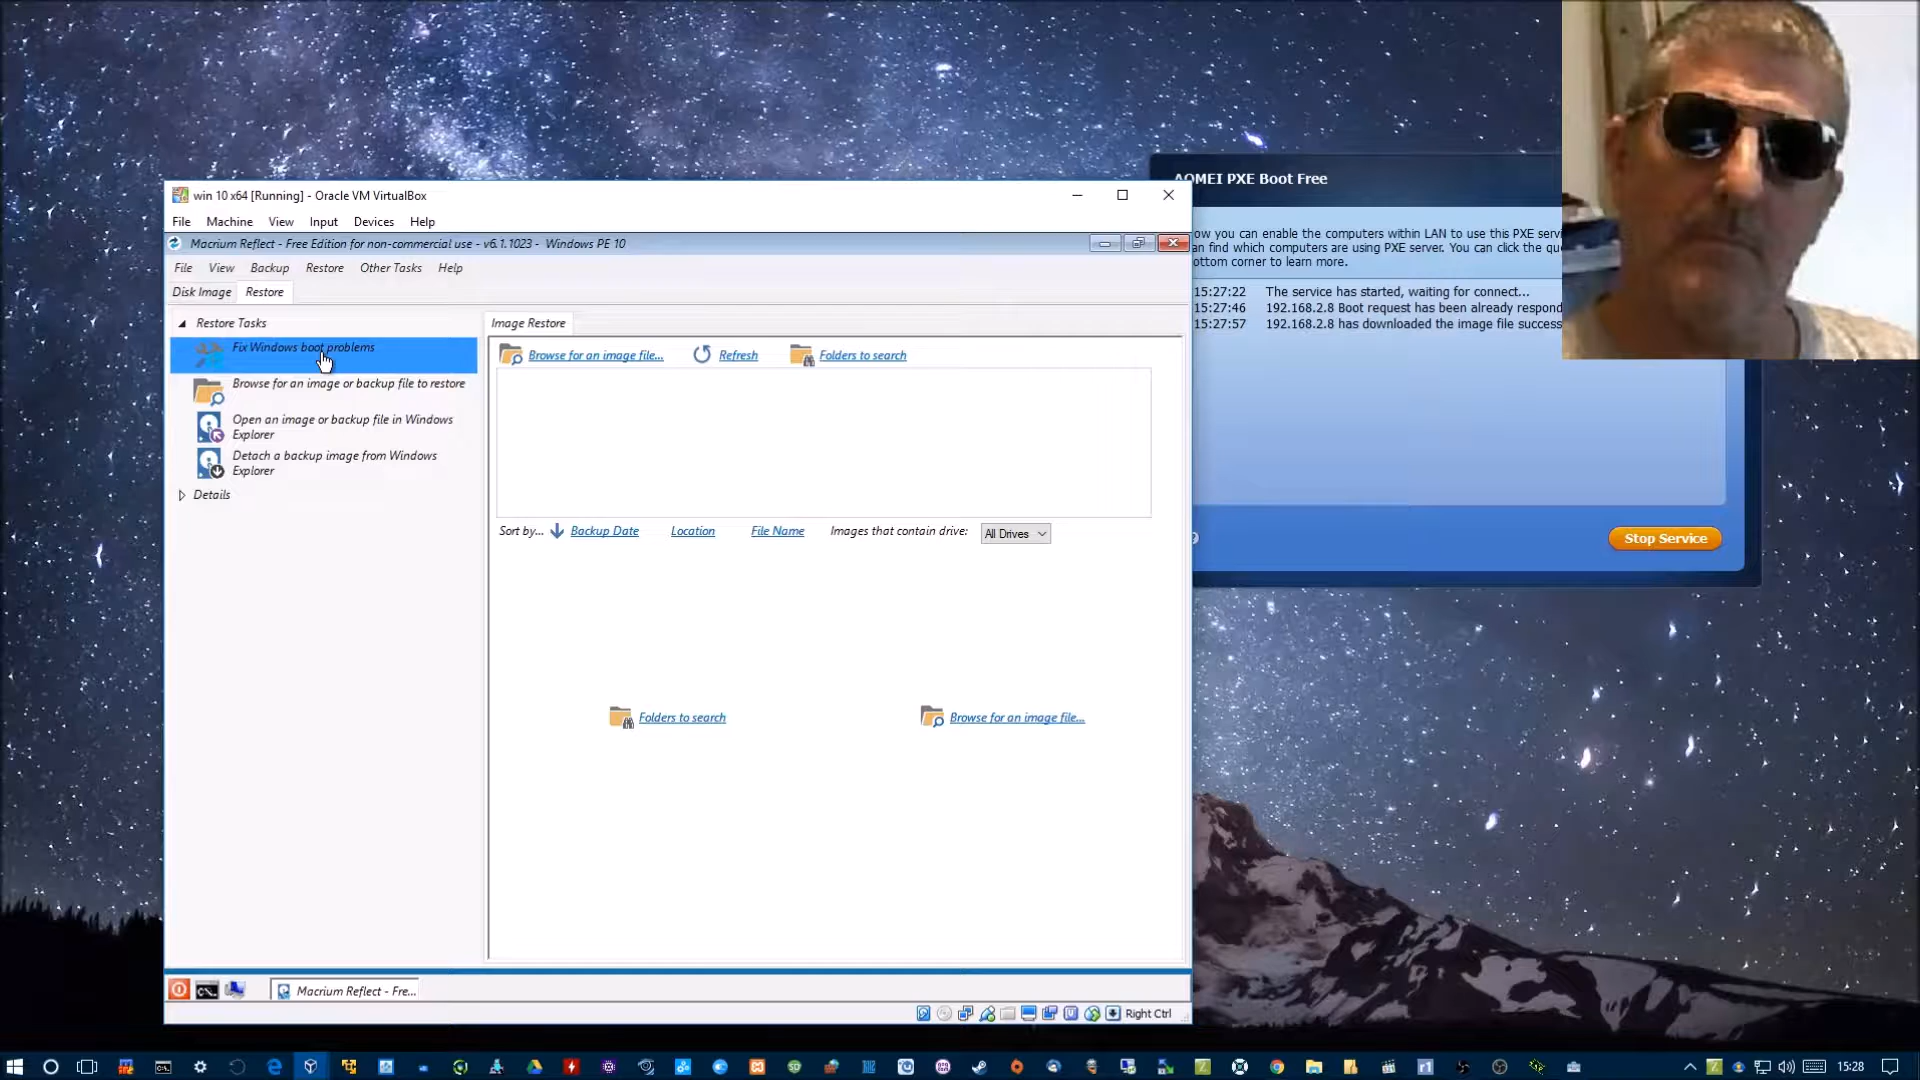 AOMEI PXE Boot Free
win 10 x64 [Running] - Oracle VM VirtualBox
File Machine View Input Devices Help
Macrium Reflect - Free Edition for non-commercial use - v6.1.1023 - Windows PE 10
ow you can enable the computers within LAN to use this PXE servi
an find which computers are using PXE server. You can click the qu
ottom corner to learn more.
File View Backup Restore Other Tasks Help
Disk Image Restore
15:27:22 The service has started, waiting for connect...
15:27:46 192.168.2.8 Boot request has been already respond
15:27:57 192.168.2.8 has downloaded the image file success
Restore Tasks
Fix Windows boot problems
Browse for an image or backup file to restore
Open an image or backup file in Windows
Explorer
Detach a backup image from Windows
Explorer
Details
Image Restore
Browse for an image file... Refresh Folders to search
Sort by... Backup Date Location File Name Images that contain drive: All Drives
Stop Service
Folders to search Browse for an image file...
Macrium Reflect - Fre...
Right Ctrl
15:28